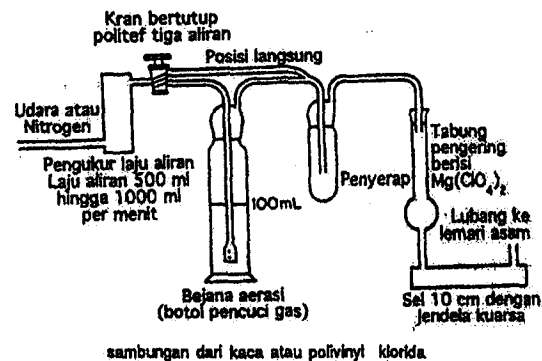 Kran bertutup
politef tiga aliran
Posisi langsung
Udara atau
Nitrogen
Pengukur laju aliran
Laju aliran 500 ml
hingga 1000 ml
per menit
100mL
Bejana aerasi
(botol pencuci gas)
Penyerap
Tabung
pengering
berisi
Mg(ClO4)2
Lubang ke
lemari asam
Sel 10 cm dengan
jendela kuarsa
sambungan dari kaca atau polivinyl klorida